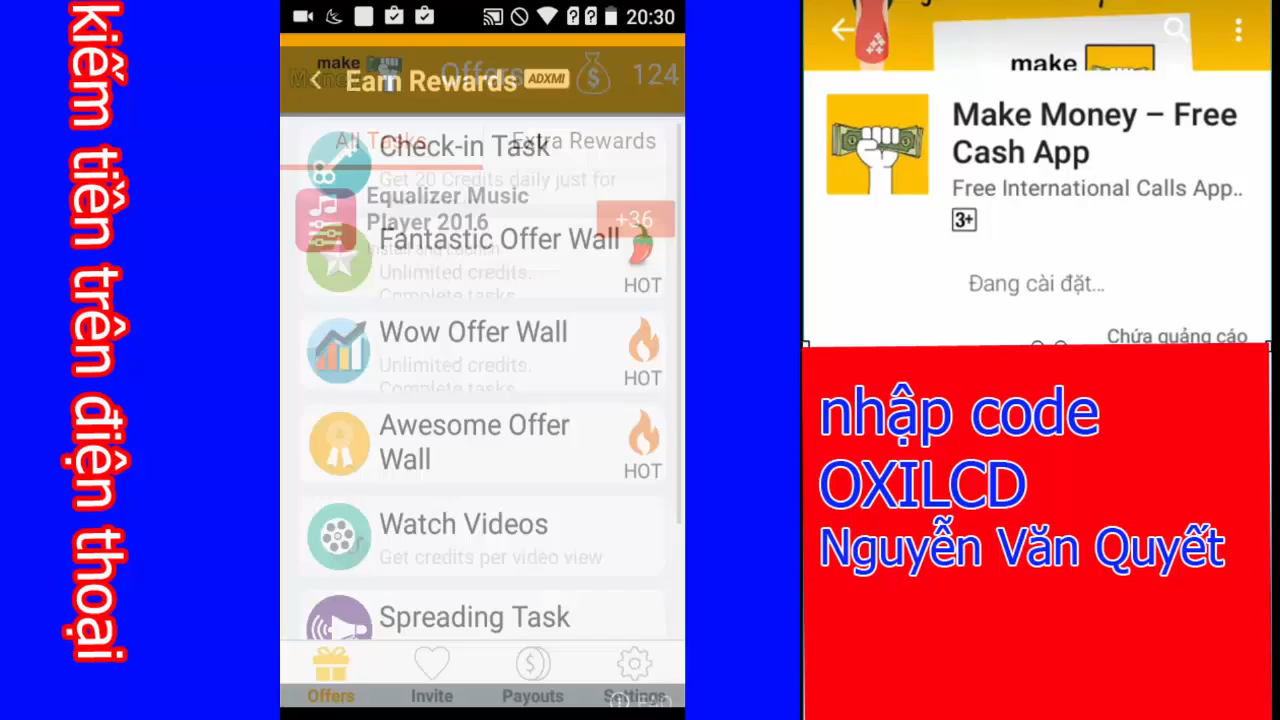 kiếm tiền trên điện thoại
20:30
make
Offers
124
Earn Rewards ADXMI
All Tasks
Extra Rewards
Check-in Task
Get 20 Credits daily just for
Equalizer Music
Player 2016
+36
Fantastic Offer Wall
Unlimited credits.
Complete tasks
HOT
Wow Offer Wall
Unlimited credits.
Complete tasks
HOT
Awesome Offer
Wall
HOT
Watch Videos
Get credits per video view
Spreading Task
Offers
Invite
Payouts
Settings
make
Make Money – Free
Cash App
Free International Calls App..
3+
Đang cài đặt...
Chứa quảng cáo
nhập code
OXILCD
Nguyễn Văn Quyết